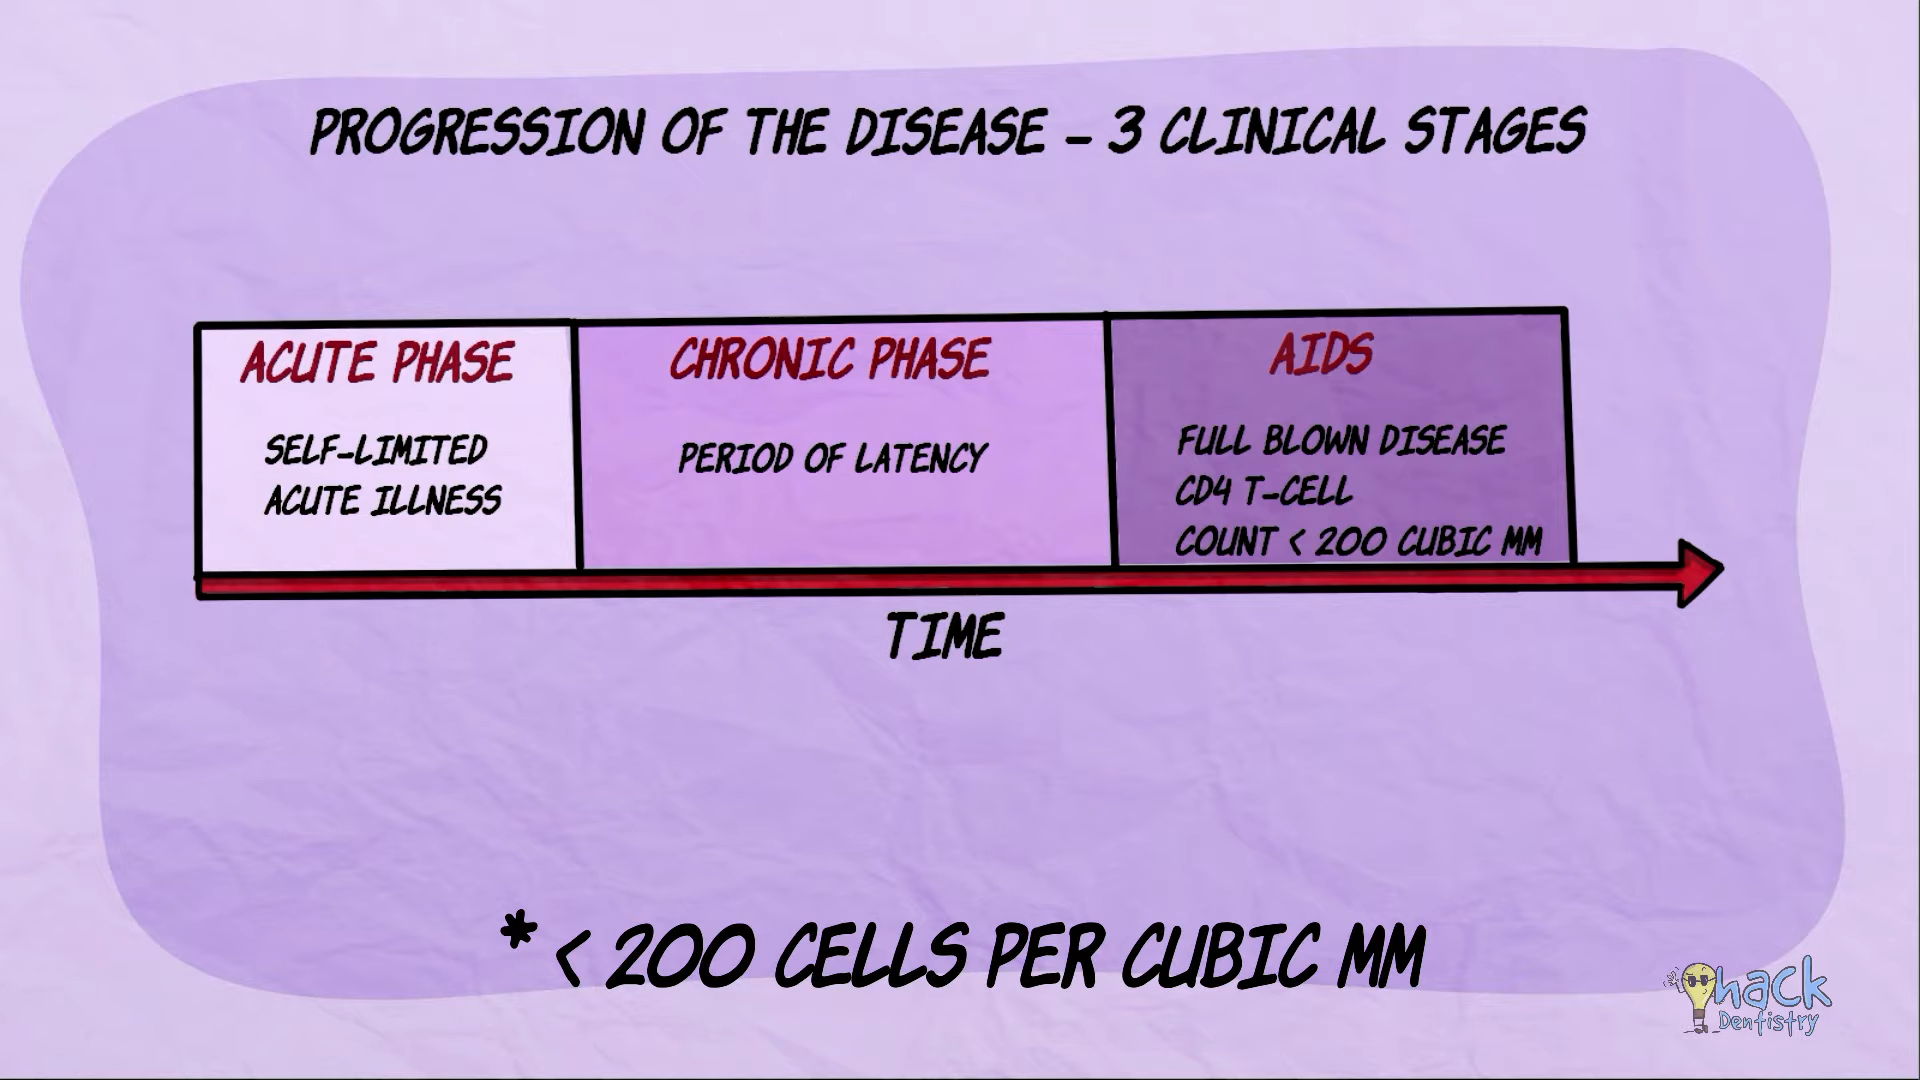 PROGRESSION OF THE DISEASE - 3 CLINICAL STAGES
ACUTE PHASE
SELF-LIMITED
ACUTE ILLNESS
CHRONIC PHASE
PERIOD OF LATENCY
AIDS
FULL BLOWN DISEASE
CD4 T-CELL
COUNT < 200 CUBIC MM
TIME
* < 200 CELLS PER CUBIC MM
hack
Dentistry